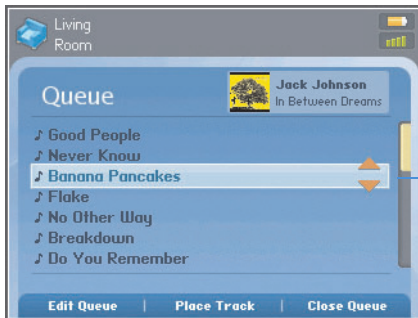 Living
Room
Queue
Jack Johnson
In Between Dreams
Good People
Never Know
Banana Pancakes
Flake
No Other Way
Breakdown
Do You Remember
Edit Queue | Place Track | Close Queue